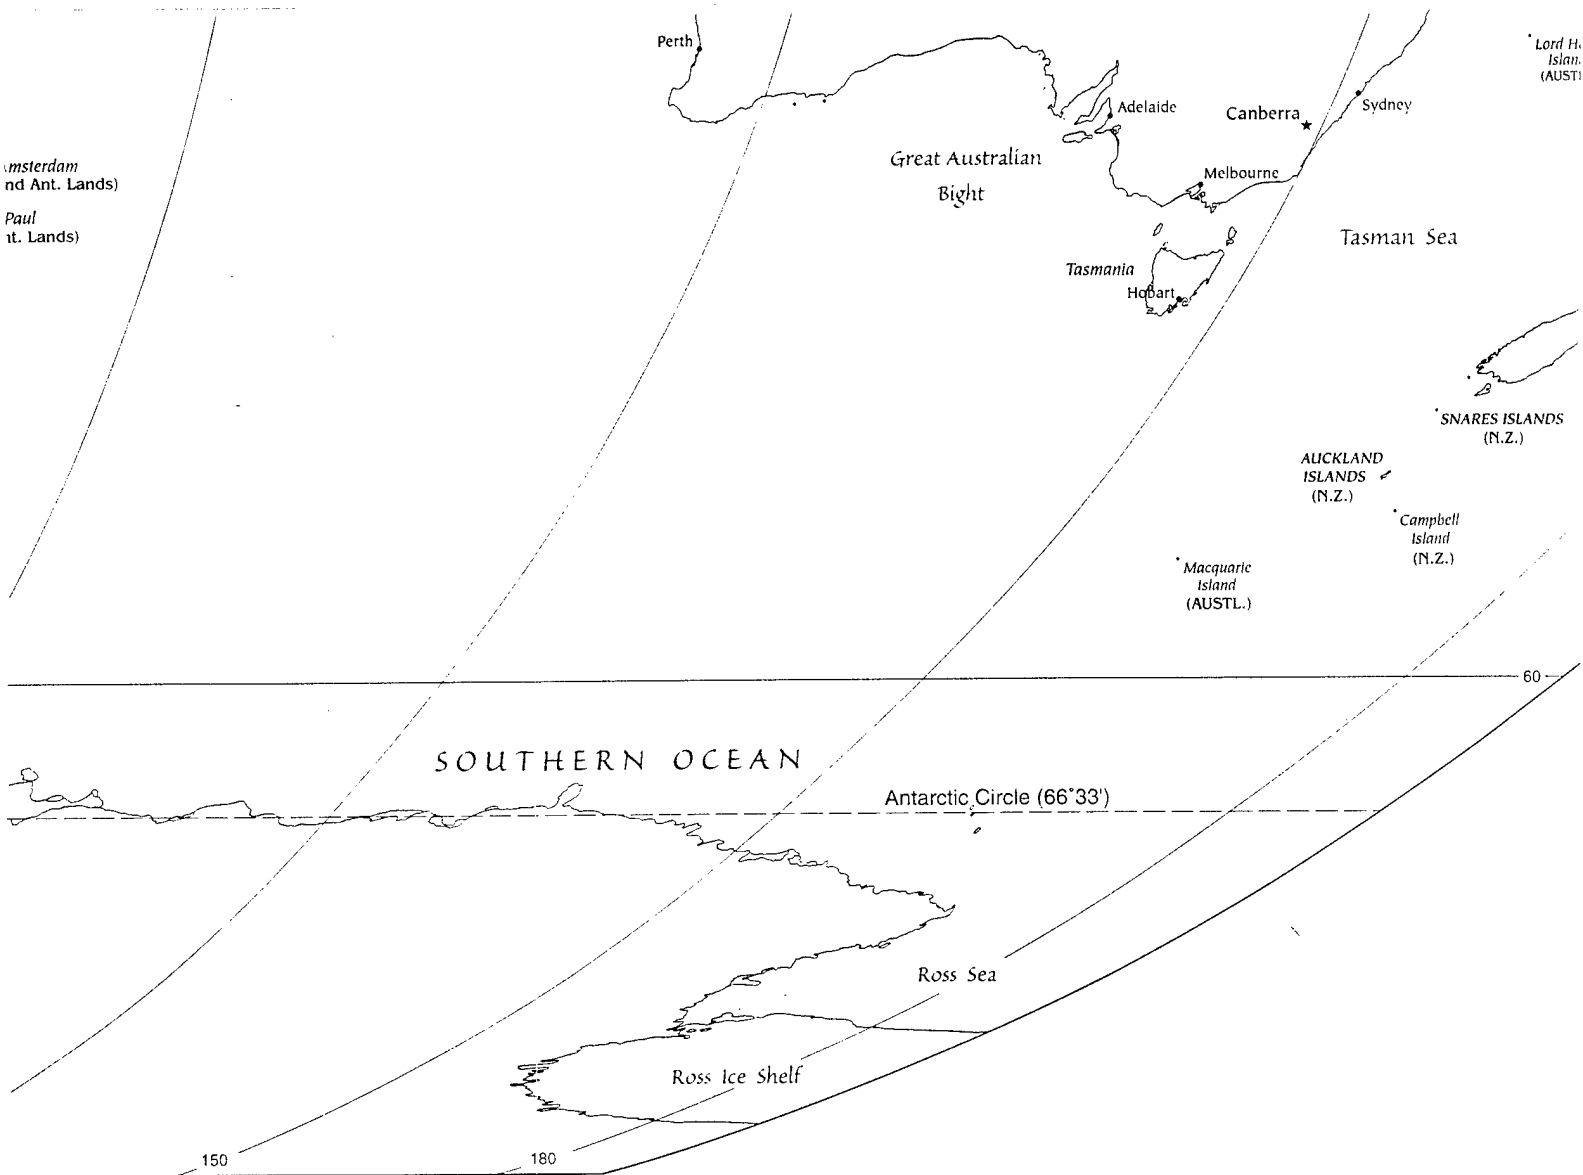 Perth
Lord
(AUST
Adelaide
Canberra
Sydney
Great Australian
Bight
Melbourne
nd Ant. Lands)
Paul
Lands)
Tasman Sea
Tasmania
Hobart
SNARES ISLANDS
(N.Z.)
AUCKLAND
ISLANDS
(N.Z.)
Campbell
Island
(N.Z.)
Macquarie
Island
(AUSTL.)
60
SOUTHERN OCEAN
Antarctic Circle (66°33')
Ross Sea
Ross Ice Shelf
150
180